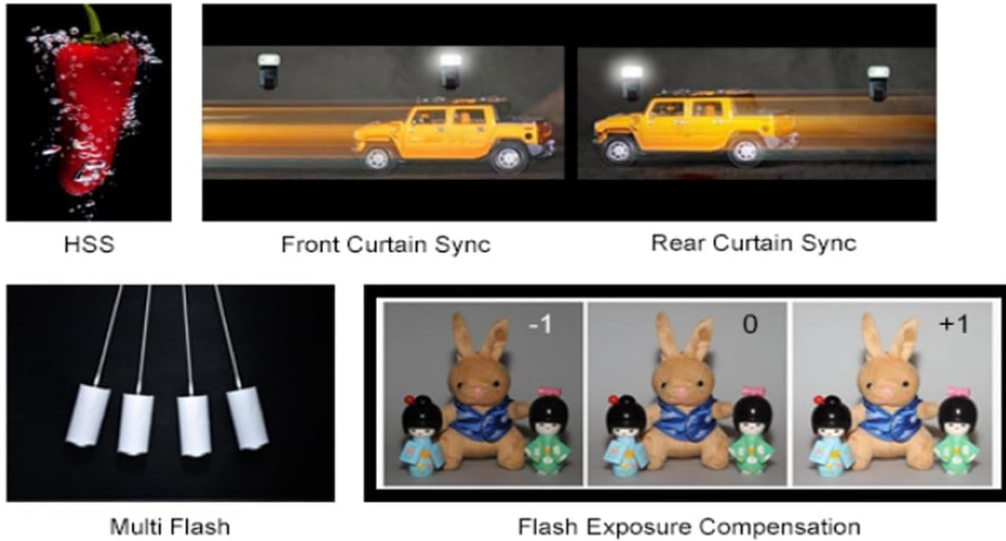 HSS
Front Curtain Sync
Rear Curtain Sync
-1
0
+1
Multi Flash
Flash Exposure Compensation